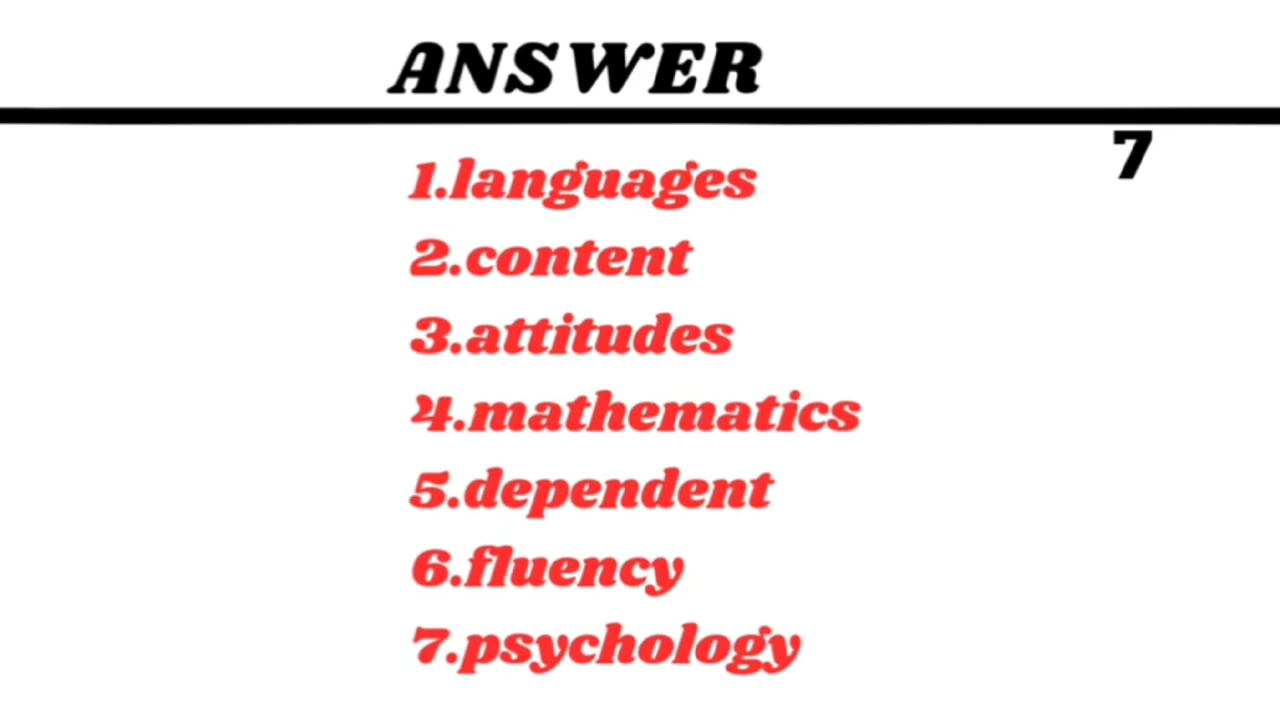 ANSWER
7
1.languages
2.content
3.attitudes
4.mathematics
5.dependent
6.fluency
7.psychology